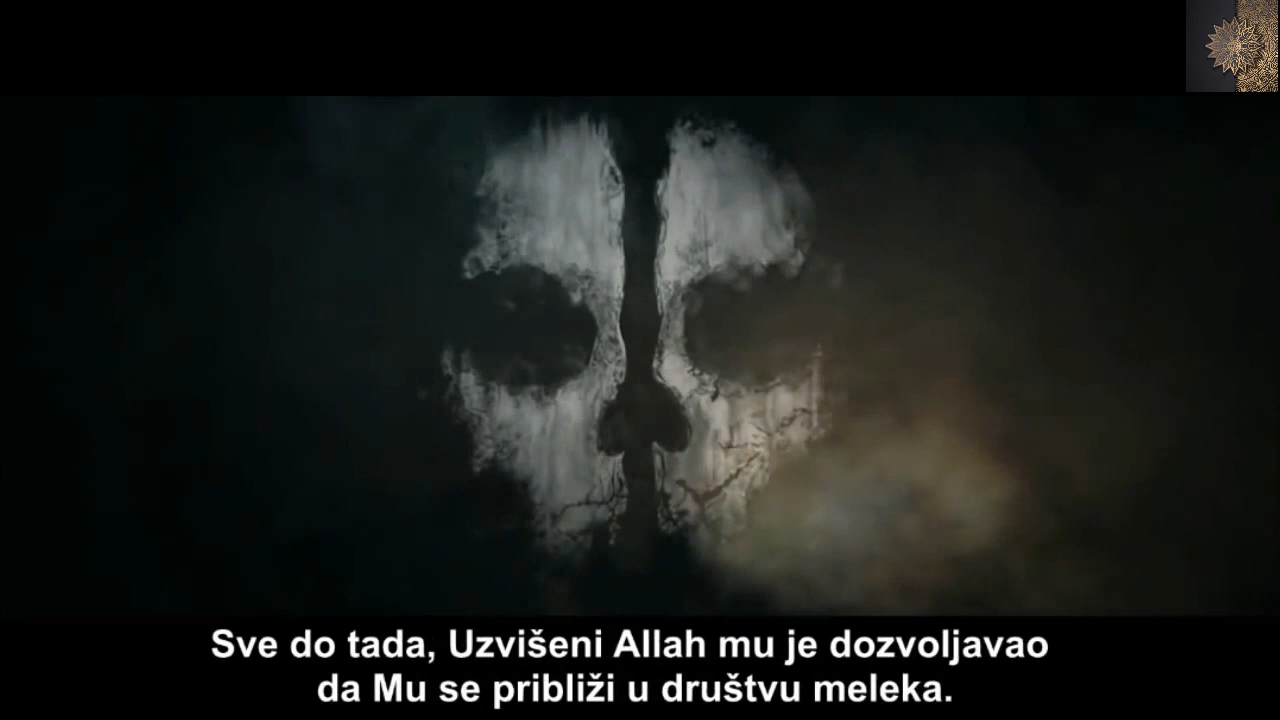 Sve do tada, Uzvišeni Allah mu je dozvoljavao
da Mu se približi u društvu meleka.